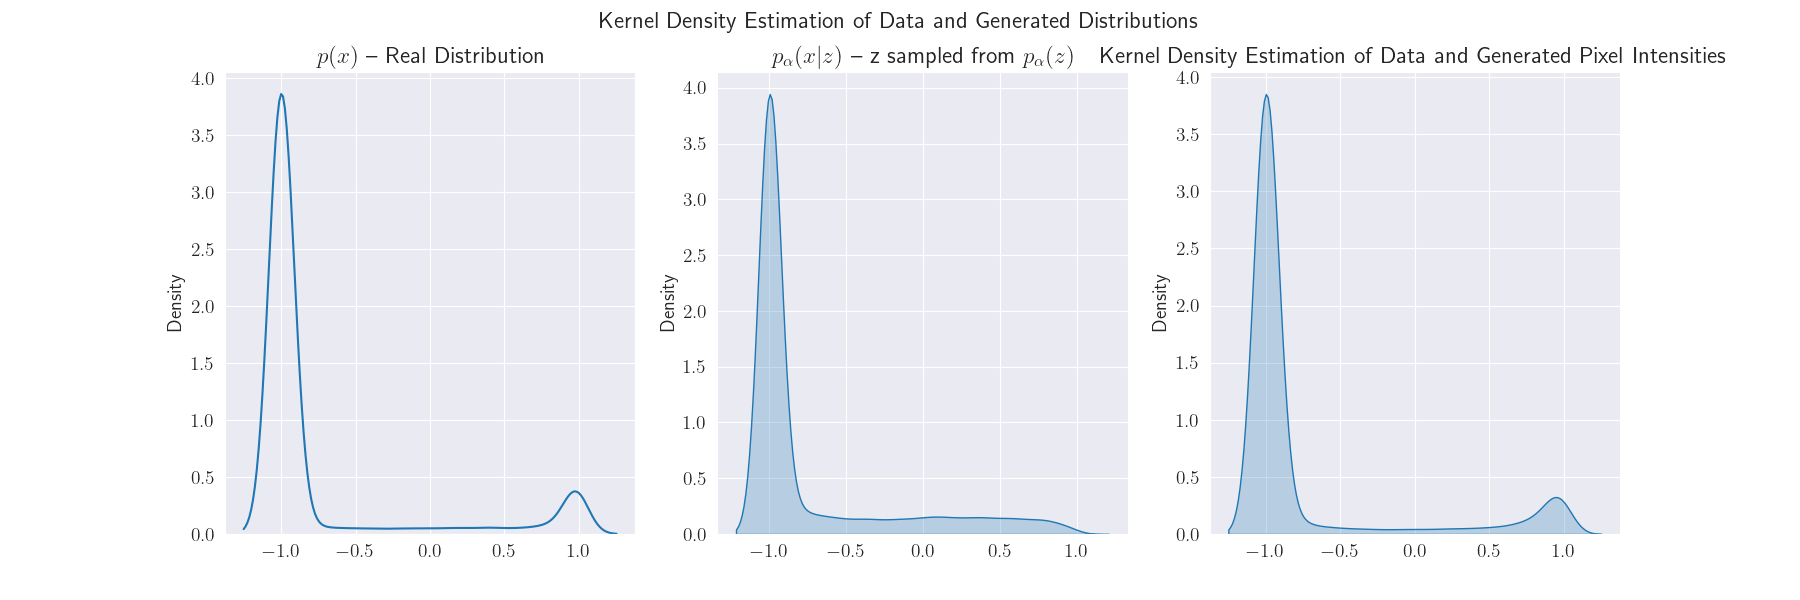 Kernel Density Estimation of Data and Generated Distributions
p(x) – Real Distribution
Density
4.0
3.5
3.0
2.5
2.0
1.5
1.0
0.5
0.0
−1.0 −0.5 0.0 0.5 1.0
pα(x|z) – z sampled from pα(z)
Density
4.0
3.5
3.0
2.5
2.0
1.5
1.0
0.5
0.0
−1.0 −0.5 0.0 0.5 1.0
Kernel Density Estimation of Data and Generated Pixel Intensities
Density
4.0
3.5
3.0
2.5
2.0
1.5
1.0
0.5
0.0
−1.0 −0.5 0.0 0.5 1.0